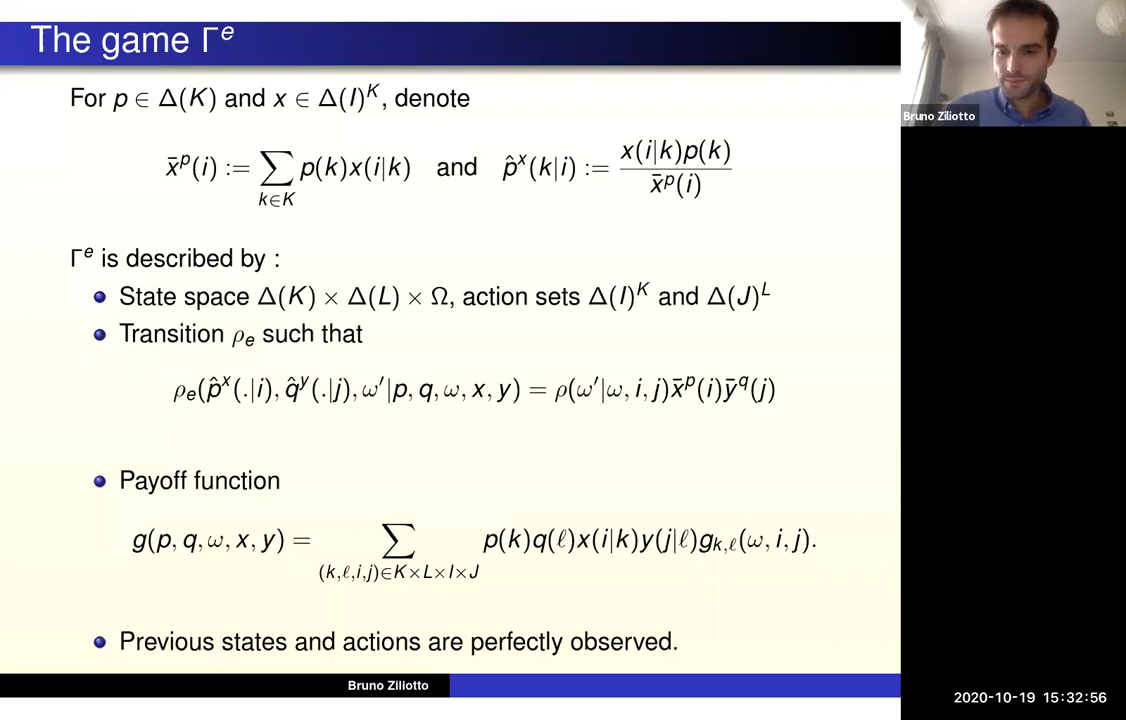 The game Γ^e
For p ∈ Δ(K) and x ∈ Δ(I)^K, denote
x̄^p(i) := ∑_{k∈K} p(k)x(i|k) and p̂^x(k|i) := x(i|k)p(k) / x̄^p(i)
Γ^e is described by :
State space Δ(K) × Δ(L) × Ω, action sets Δ(I)^K and Δ(J)^L
Transition ρ_e such that
ρ_e(p̂^x(.|i), q̂^y(.|j), ω′|p, q, ω, x, y) = ρ(ω′|ω, i, j)x̄^p(i)ȳ^q(j)
Payoff function
g(p, q, ω, x, y) = ∑_{(k,ℓ,i,j)∈K×L×I×J} p(k)q(ℓ)x(i|k)y(j|ℓ)g_{k,ℓ}(ω, i, j).
Previous states and actions are perfectly observed.
Bruno Ziliotto
Bruno Ziliotto
2020-10-19 15:32:56